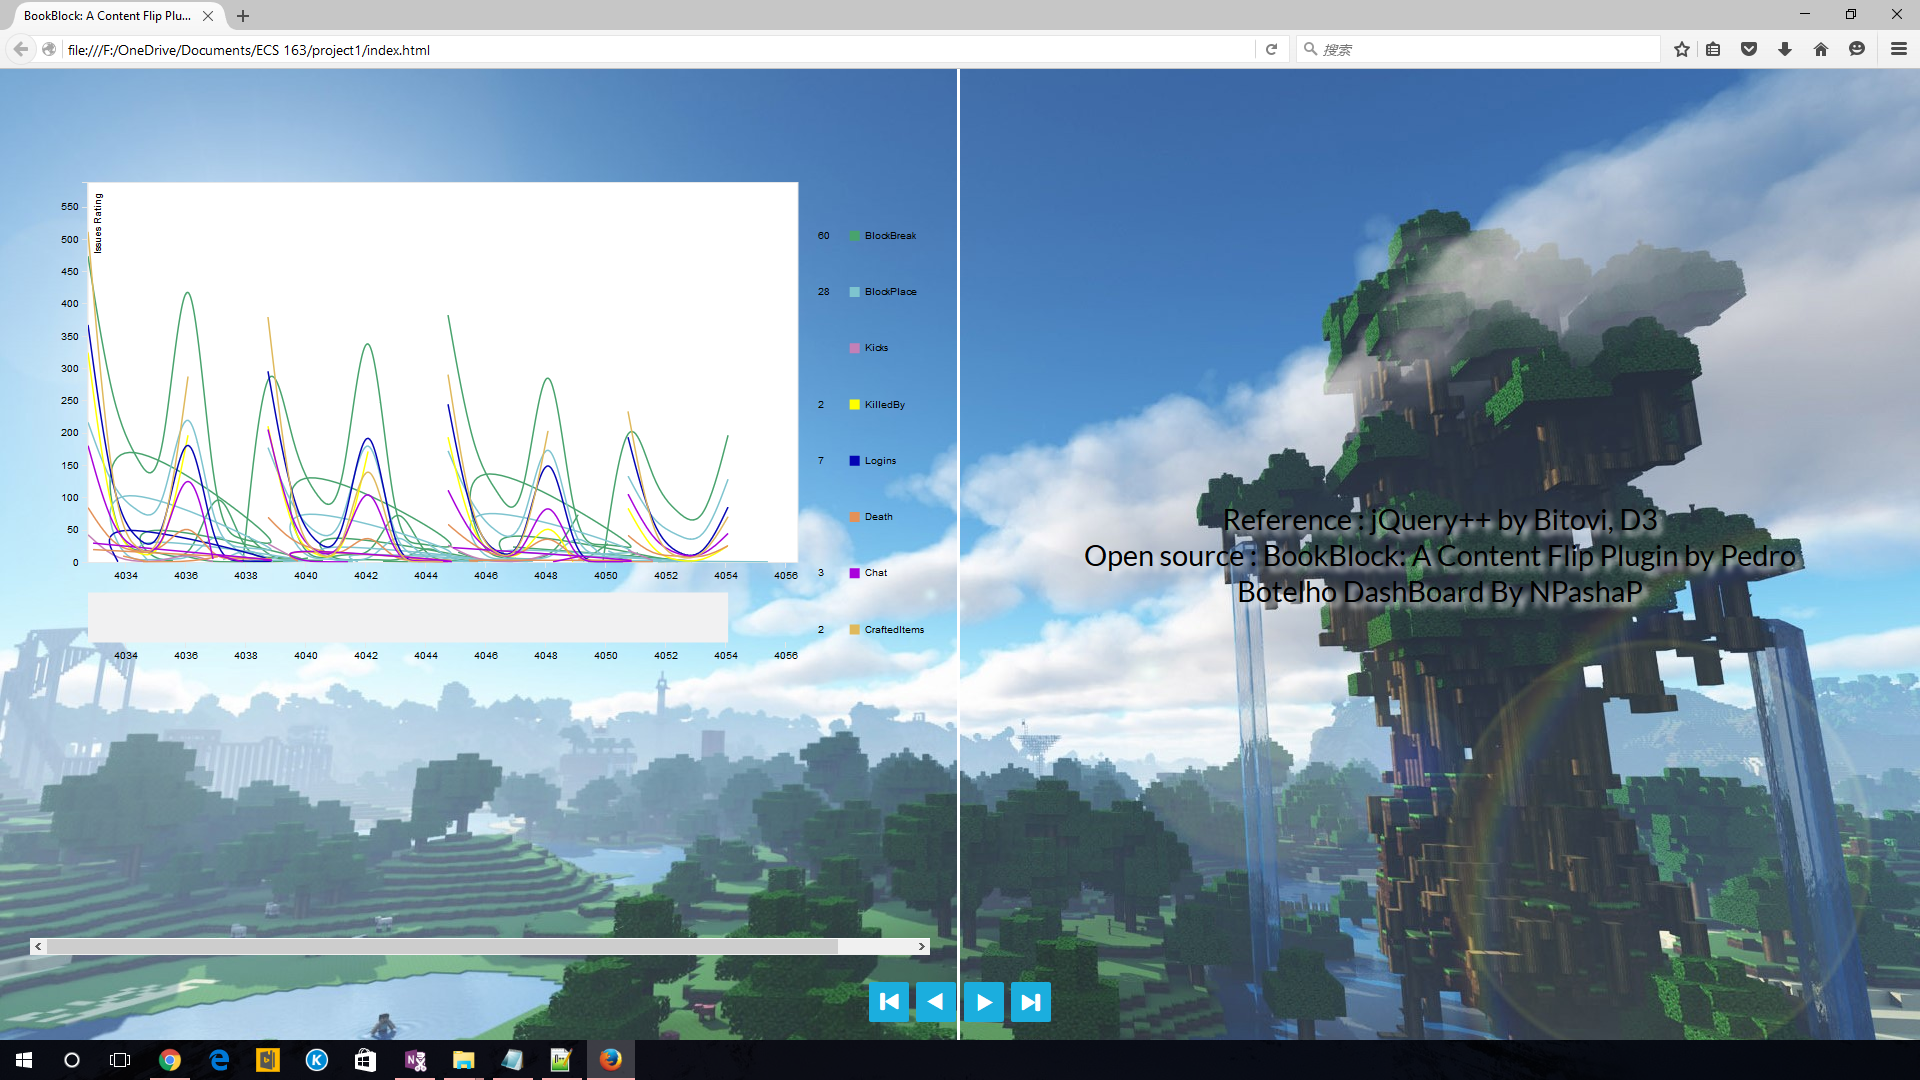 BookBlock: A Content Flip Plu...
file:///F:/OneDrive/Documents/ECS 163/project1/index.html
搜索
Issues Rating
550
500
450
400
350
300
250
200
150
100
50
0
4034 4036 4038 4040 4042 4044 4046 4048 4050 4052 4054 4056
4034 4036 4038 4040 4042 4044 4046 4048 4050 4052 4054 4056
60 BlockBreak
28 BlockPlace
Kicks
2 KilledBy
7 Logins
Death
3 Chat
2 CraftedItems
Reference : jQuery++ by Bitovi, D3
Open source : BookBlock: A Content Flip Plugin by Pedro
Botelho DashBoard By NPashaP